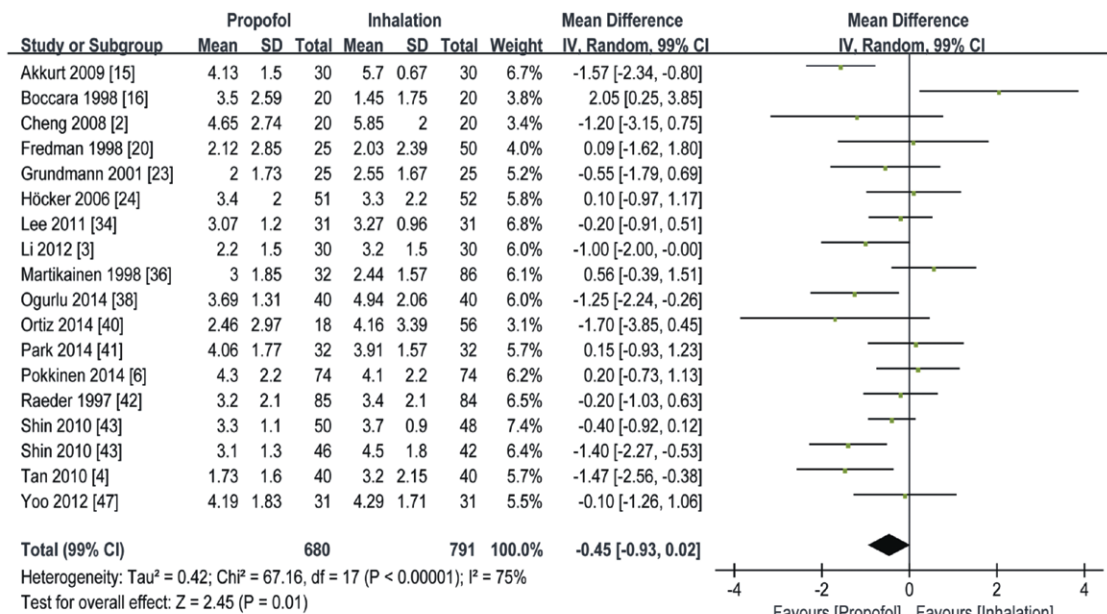 Propofol Inhalation Mean Difference Mean Difference
Study or Subgroup Mean SD Total Mean SD Total Weight IV, Random, 99% CI IV, Random, 99% CI
Akkurt 2009 [15] 4.13 1.5 30 5.7 0.67 30 6.7% -1.57 [-2.34, -0.80]
Boccara 1998 [16] 3.5 2.59 20 1.45 1.75 20 3.8% 2.05 [0.25, 3.85]
Cheng 2008 [2] 4.65 2.74 20 5.85 2 20 3.4% -1.20 [-3.15, 0.75]
Fredman 1998 [20] 2.12 2.85 25 2.03 2.39 50 4.0% 0.09 [-1.62, 1.80]
Grundmann 2001 [23] 2 1.73 25 2.55 1.67 25 5.2% -0.55 [-1.79, 0.69]
Höcker 2006 [24] 3.4 2 51 3.3 2.2 52 5.8% 0.10 [-0.97, 1.17]
Lee 2011 [34] 3.07 1.2 31 3.27 0.96 31 6.9% -0.20 [-0.91, 0.51]
Li 2012 [3] 2.2 1.5 30 3.2 1.5 30 6.0% -1.00 [-2.00, -0.00]
Martikainen 1998 [36] 3 1.85 32 2.44 1.57 86 6.1% 0.56 [-0.39, 1.51]
Ogurlu 2014 [38] 3.69 1.31 40 4.94 2.06 40 6.0% -1.25 [-2.24, -0.26]
Ortiz 2014 [40] 2.46 2.97 18 4.16 3.39 56 3.1% -1.70 [-3.85, 0.45]
Park 2014 [41] 4.06 1.77 32 3.91 1.57 32 5.7% 0.15 [-0.93, 1.23]
Pokkinen 2014 [6] 4.3 2.2 74 4.1 2.2 74 6.2% 0.20 [-0.73, 1.13]
Raeder 1997 [42] 3.2 2.1 85 3.4 2.1 84 6.5% -0.20 [-1.03, 0.63]
Shin 2010 [43] 3.3 1.1 50 3.7 0.9 48 7.4% -0.40 [-0.92, 0.12]
Shin 2010 [43] 3.1 1.3 46 4.5 1.8 42 6.4% -1.40 [-2.27, -0.53]
Tan 2010 [4] 1.73 1.6 40 3.2 2.15 40 5.7% -1.47 [-2.56, -0.38]
Yoo 2012 [47] 4.19 1.83 31 4.29 1.71 31 5.5% -0.10 [-1.26, 1.06]
Total (99% CI) 680 791 100.0% -0.45 [-0.93, 0.02]
Heterogeneity: Tau² = 0.42; Chi² = 67.16, df = 17 (P < 0.00001); I² = 75%
Test for overall effect: Z = 2.45 (P = 0.01)
-4 -2 0 2 4
Favours [Propofol] Favours [Inhalation]